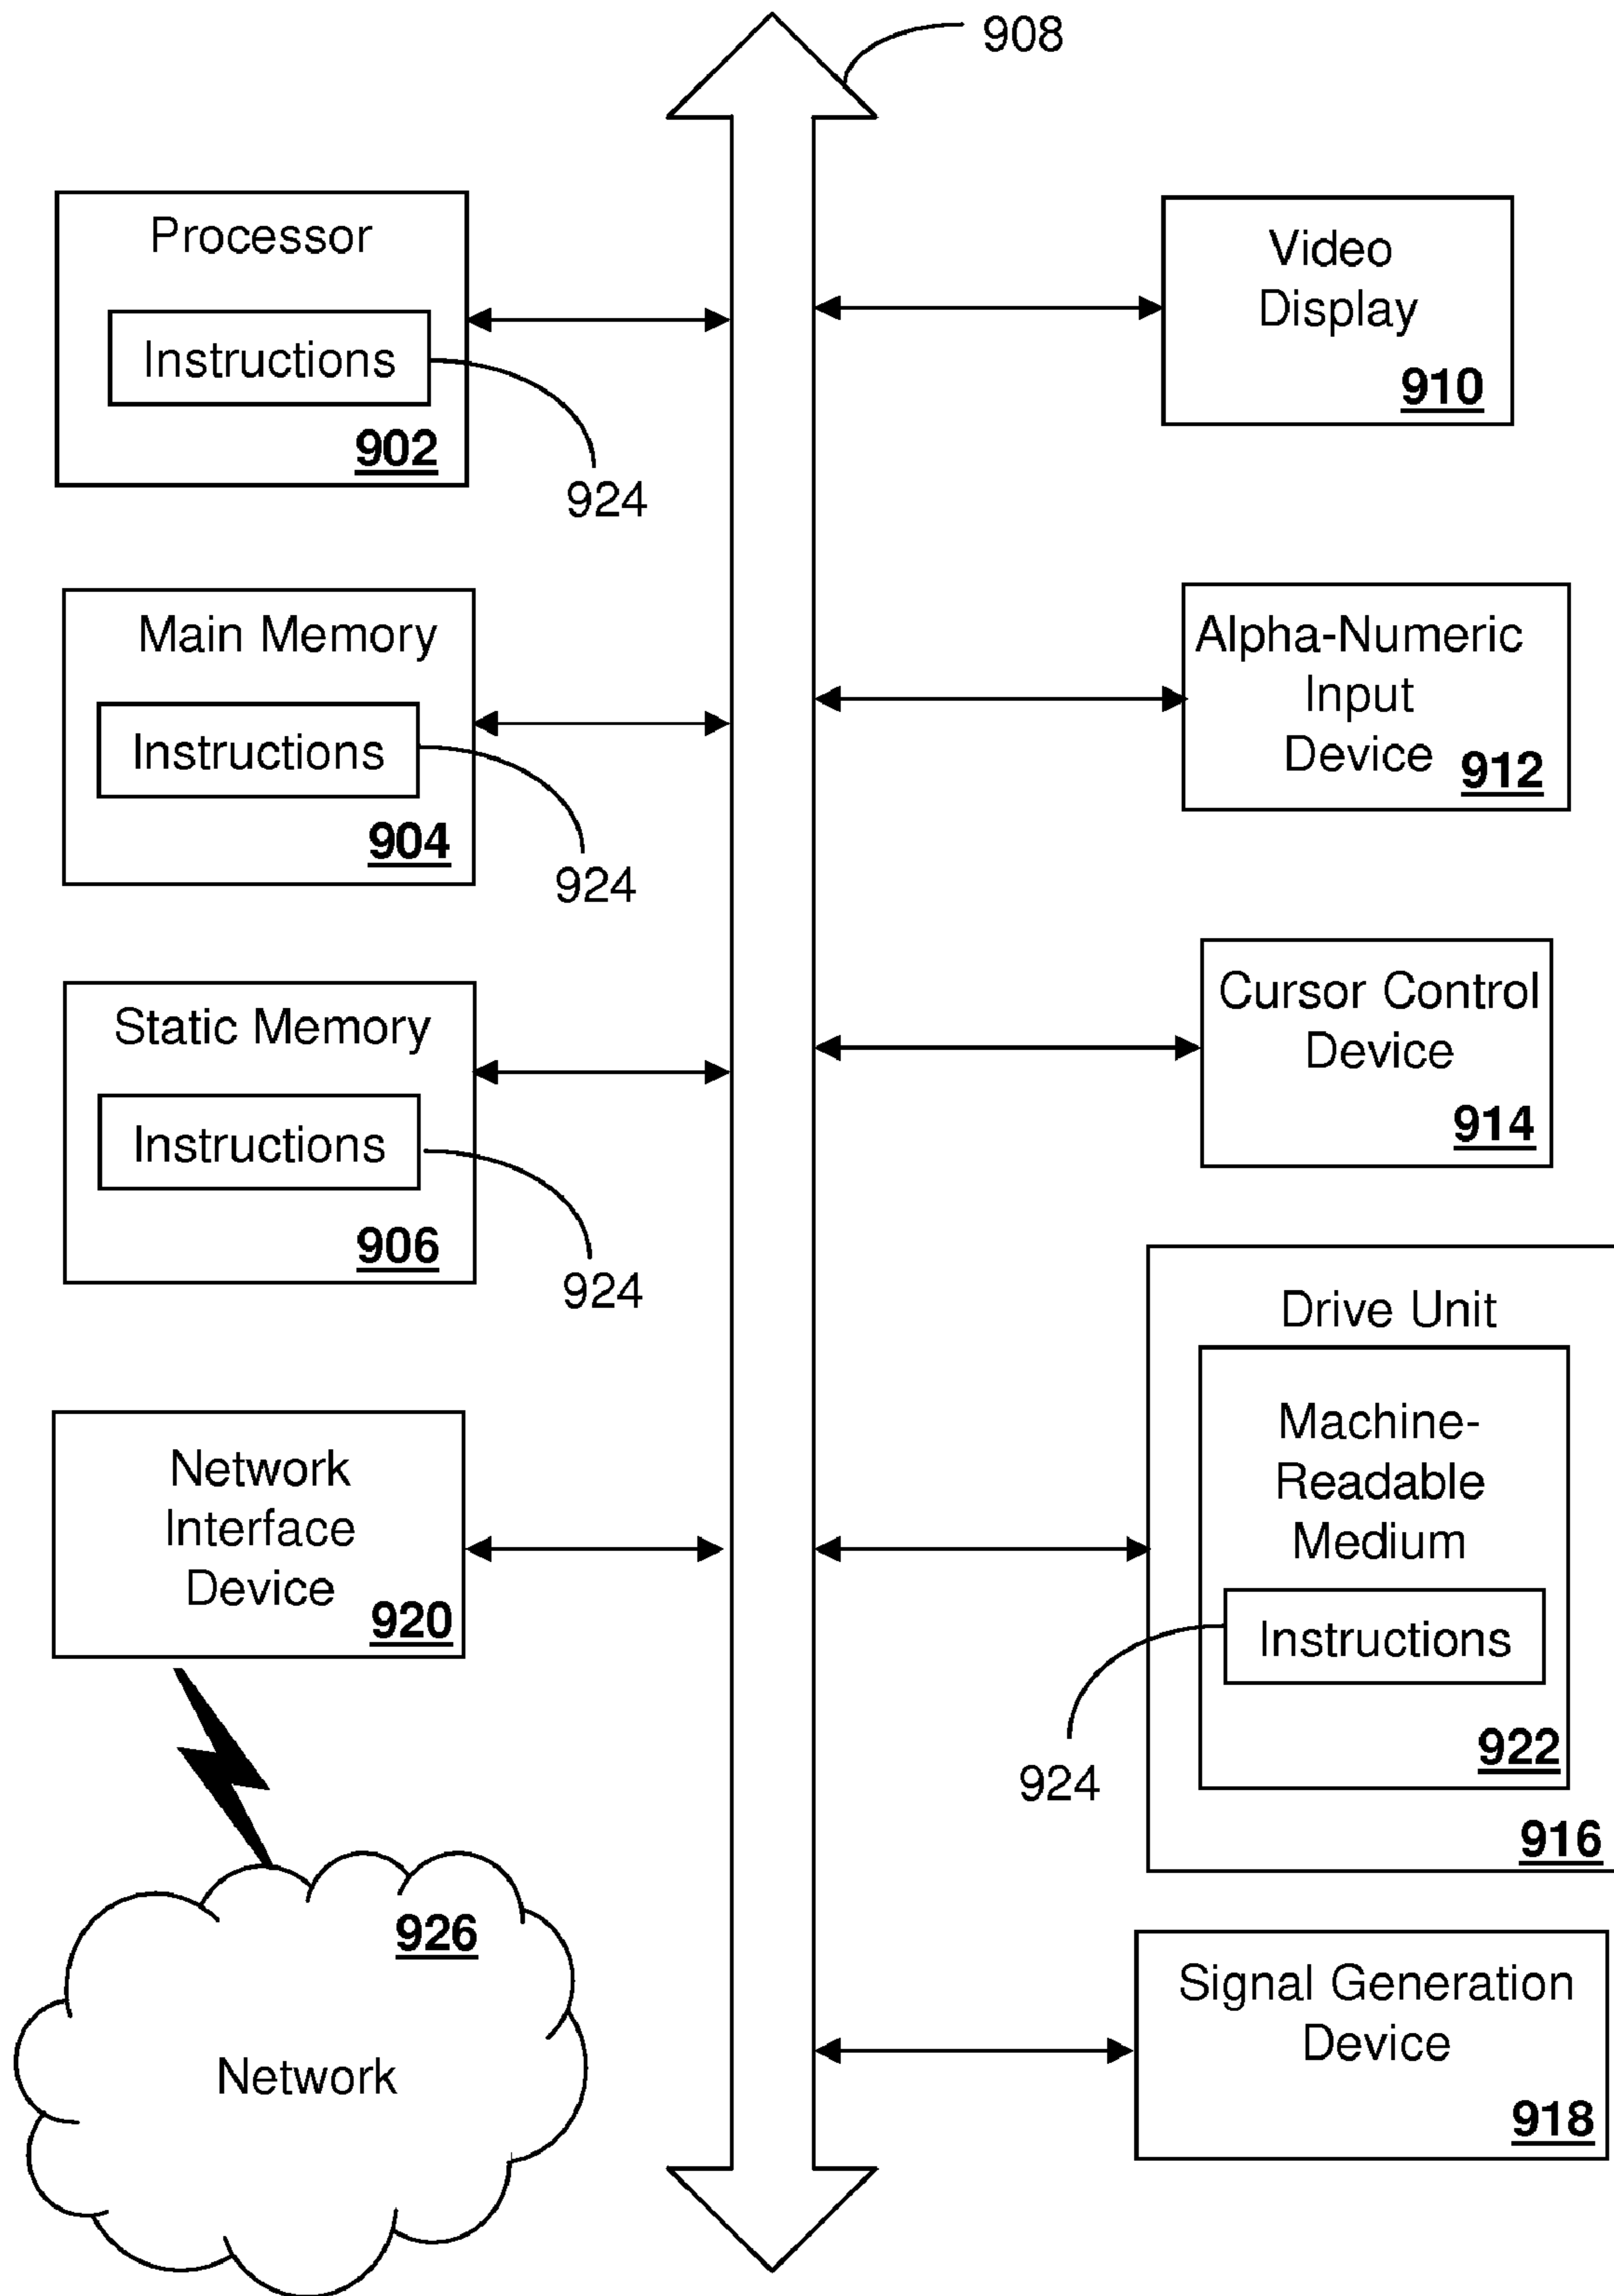 908
Processor
Instructions
902
924
Main Memory
Instructions
904
924
Static Memory
Instructions
906
924
Network
Interface
Device
920
926
Network
Video
Display
910
Alpha-Numeric
Input
Device 912
Cursor Control
Device
914
Drive Unit
Machine-
Readable
Medium
Instructions
922
924
916
Signal Generation
Device
918